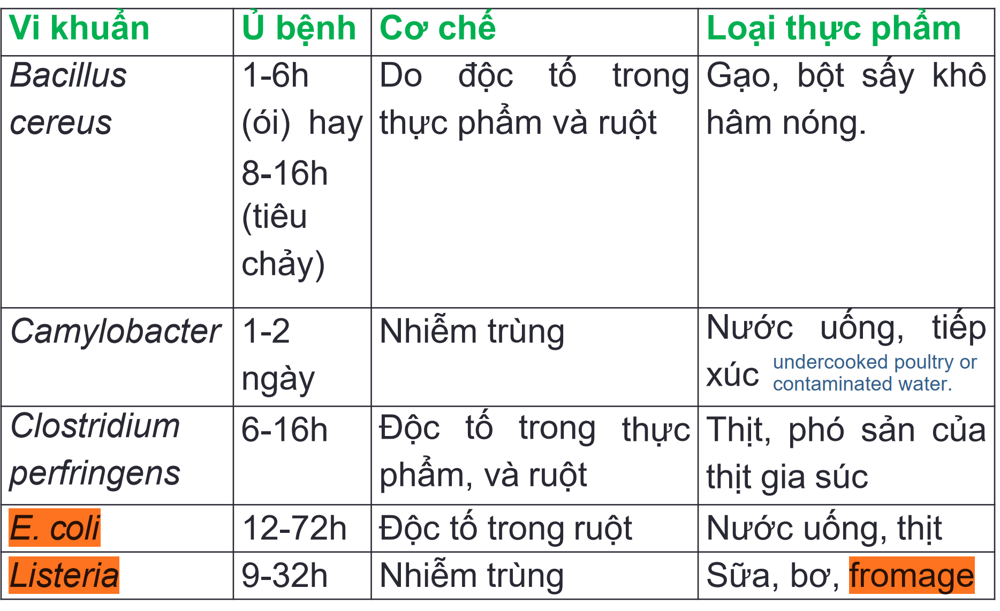 Vi khuẩn
Ủ bệnh
Cơ chế
Loại thực phẩm
Bacillus
cereus
1-6h
(ói) hay
8-16h
(tiêu
chảy)
Do độc tố trong
thực phẩm và ruột
Gạo, bột sấy khô
hâm nóng.
Camylobacter
1-2
ngày
Nhiễm trùng
Nước uống, tiếp
xúc
undercooked poultry or
contaminated water.
Clostridium
perfringens
6-16h
Độc tố trong thực
phẩm, và ruột
Thịt, phó sản của
thịt gia súc
E. coli
12-72h
Độc tố trong ruột
Nước uống, thịt
Listeria
9-32h
Nhiễm trùng
Sữa, bơ, fromage